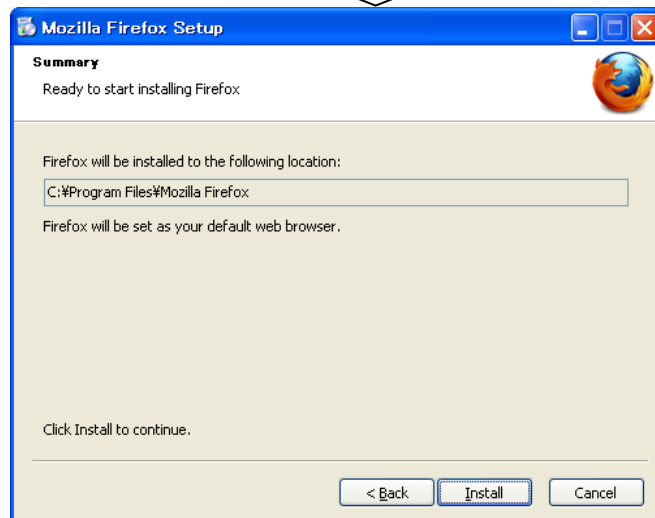 Mozilla Firefox Setup
Summary
Ready to start installing Firefox
Firefox will be installed to the following location:
C:¥Program Files¥Mozilla Firefox
Firefox will be set as your default web browser.
Click Install to continue.
< Back Install Cancel